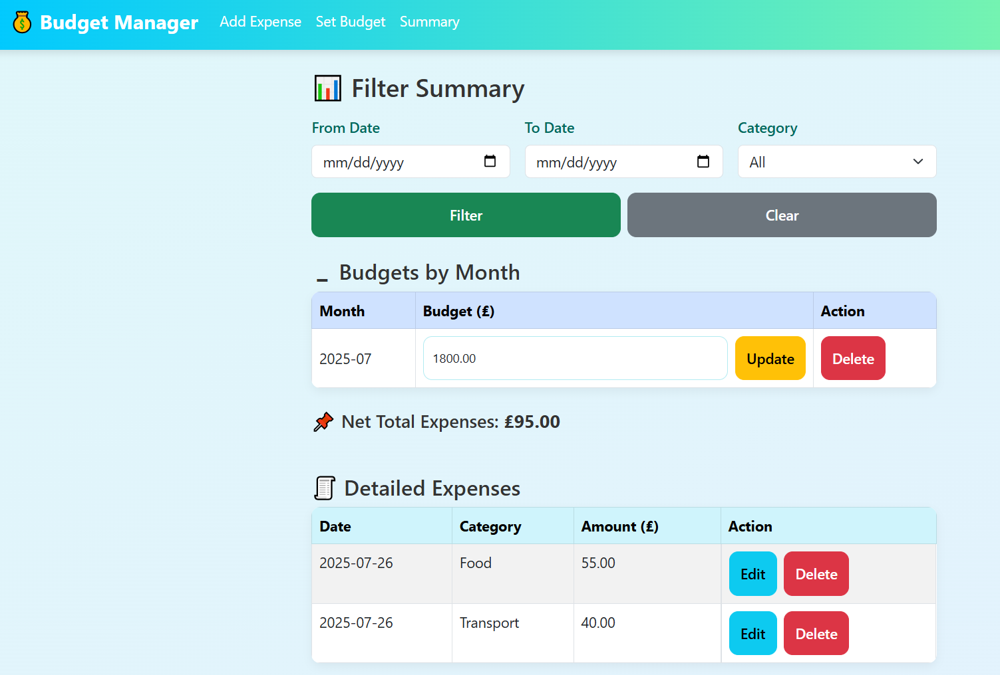 Budget Manager Add Expense Set Budget Summary
Filter Summary
From Date To Date Category
mm/dd/yyyy mm/dd/yyyy All
Filter Clear
Budgets by Month
Month Budget (£) Action
2025-07 1800.00 Update Delete
Net Total Expenses: £95.00
Detailed Expenses
Date Category Amount (£) Action
2025-07-26 Food 55.00 Edit Delete
2025-07-26 Transport 40.00 Edit Delete